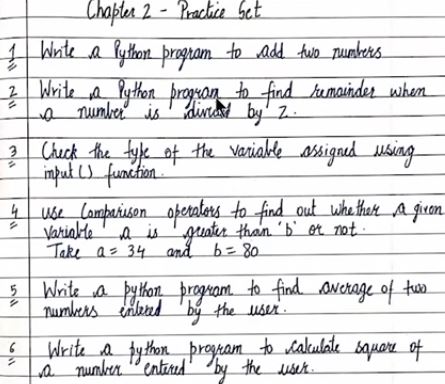 Chapter 2 - Practice Set
1 Write a Python program to add two numbers
2 Write a Python program to find remainder when
a number is divided by 2.
3 Check the type of the variable assigned using
input () function.
4 use Comparison operators to find out whether a given
variable a is greater than 'b' or not.
Take a = 34 and b = 80
5 Write a python program to find average of two
numbers entered by the user.
6 Write a python program to calculate square of
a number entered by the user.